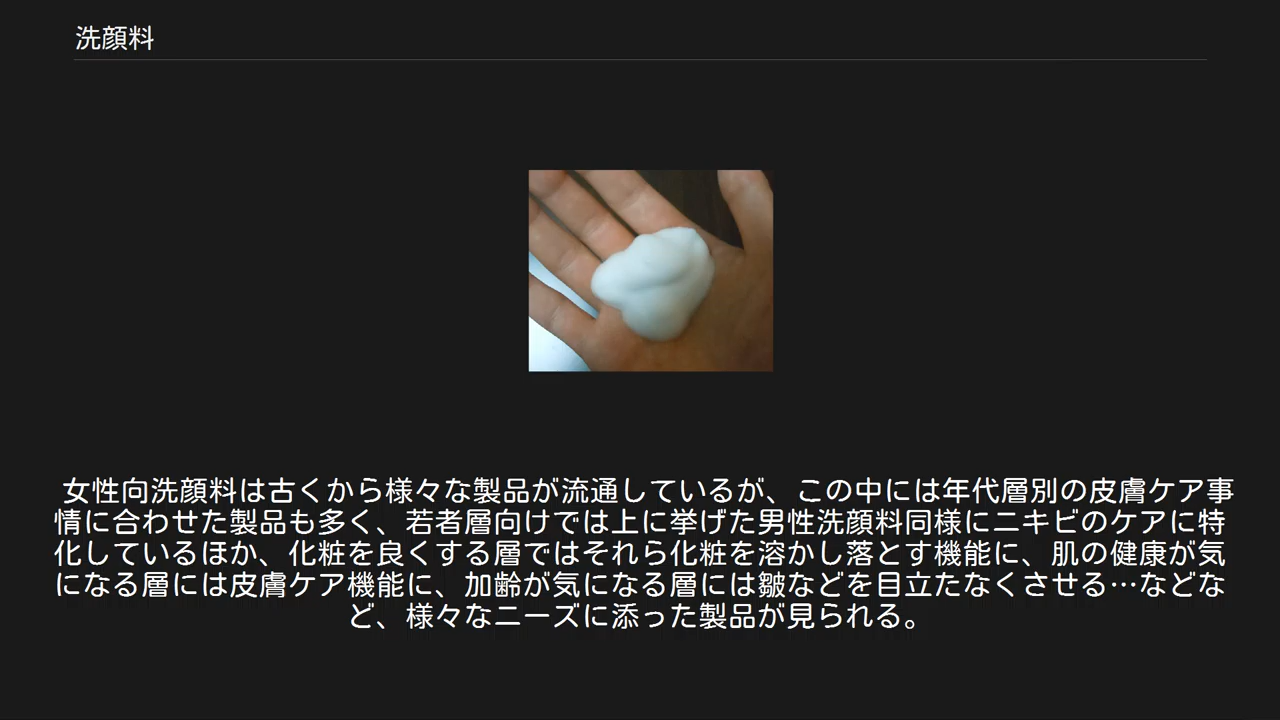 洗顔料
女性向洗顔料は古くから様々な製品が流通しているが、この中には年代層別の皮膚ケア事
情に合わせた製品も多く、若者層向けでは上に挙げた男性洗顔料同様にニキビのケアに特
化しているほか、化粧を良くする層ではそれら化粧を溶かし落とす機能に、肌の健康が気
になる層には皮膚ケア機能に、加齢が気になる層には皺などを目立たなくさせる…などな
ど、様々なニーズに添った製品が見られる。